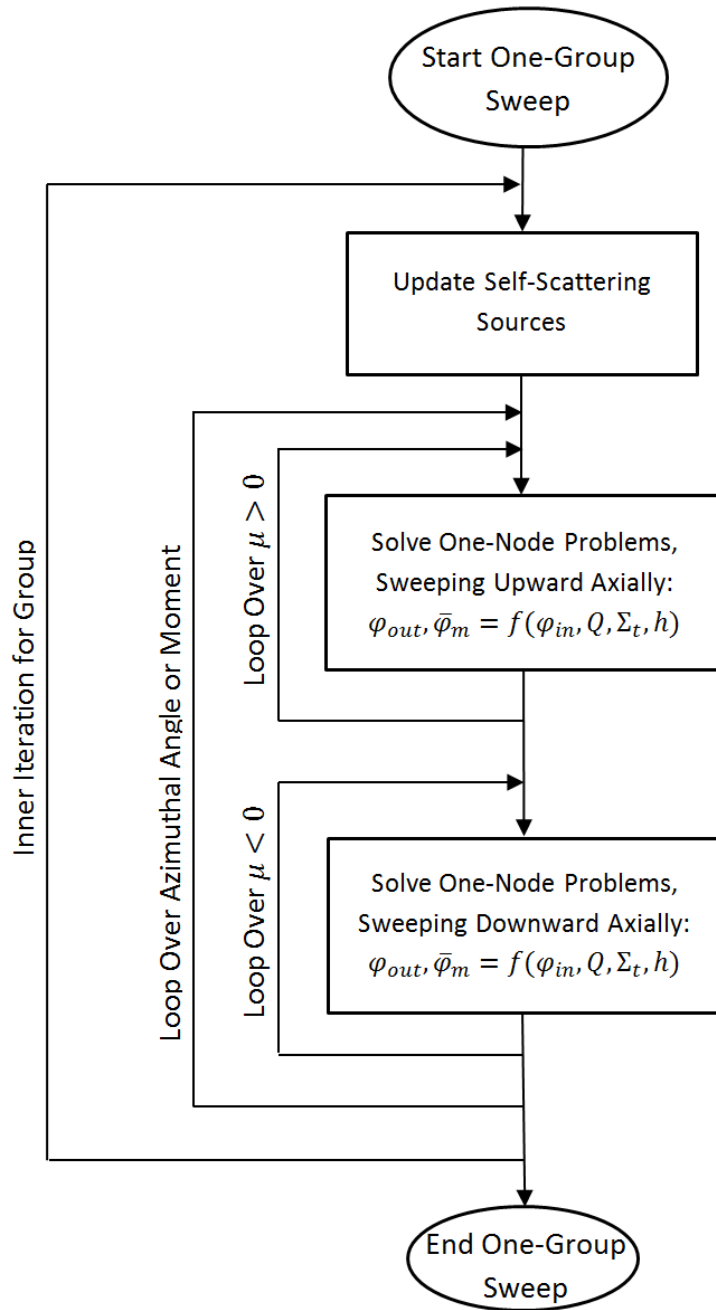 Start One-Group
Sweep
Update Self-Scattering
Sources
Inner Iteration for Group
Loop Over Azimuthal Angle or Moment
Loop Over μ > 0
Solve One-Node Problems,
Sweeping Upward Axially:
φ_out, φ̄_m = f(φ_in, Q, Σ_t, h)
Loop Over μ < 0
Solve One-Node Problems,
Sweeping Downward Axially:
φ_out, φ̄_m = f(φ_in, Q, Σ_t, h)
End One-Group
Sweep